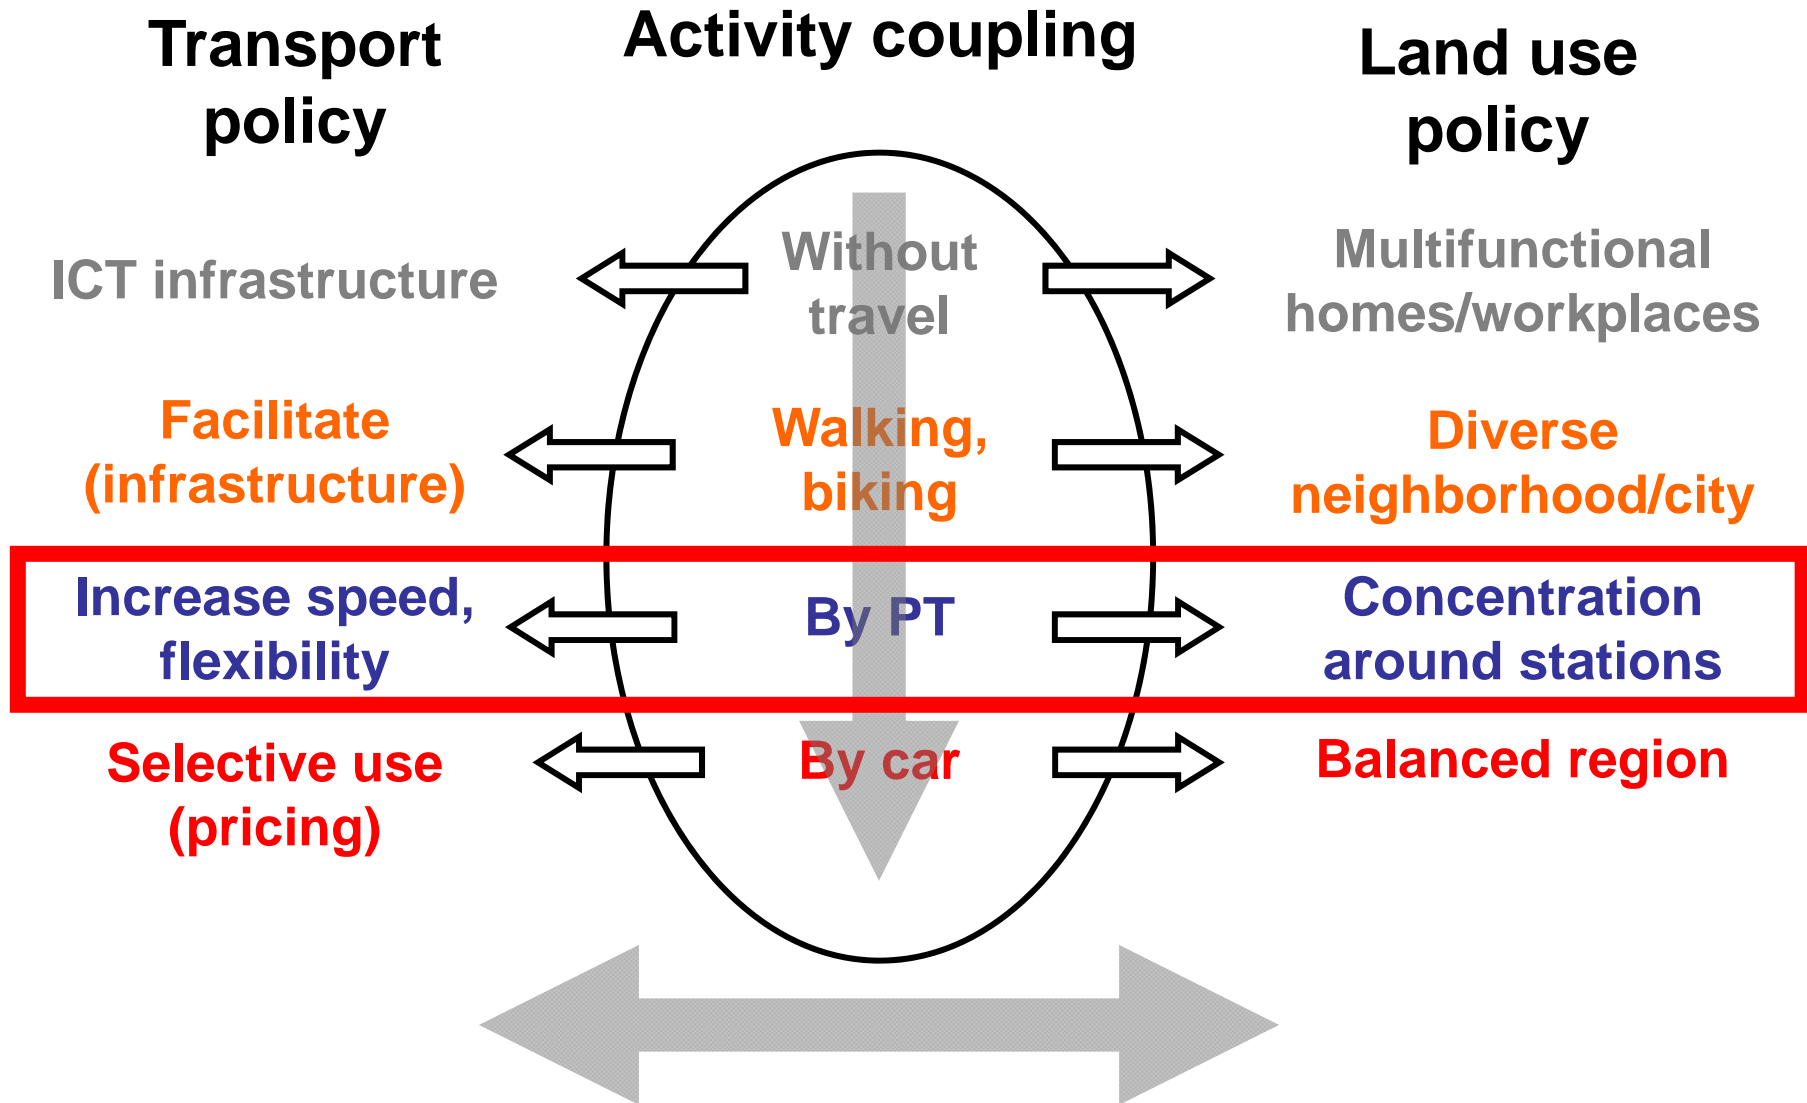 Transport
policy
Activity coupling
Land use
policy
ICT infrastructure
Without
travel
Multifunctional
homes/workplaces
Facilitate
(infrastructure)
Walking,
biking
Diverse
neighborhood/city
Increase speed,
flexibility
By PT
Concentration
around stations
Selective use
(pricing)
By car
Balanced region